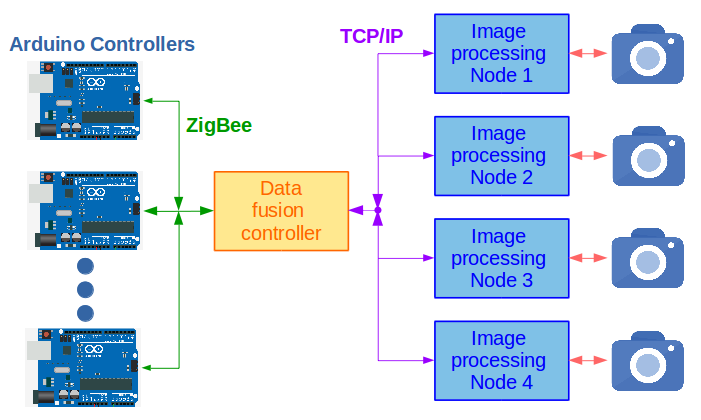 Arduino Controllers
ZigBee
Data
fusion
controller
TCP/IP
Image
processing
Node 1
Image
processing
Node 2
Image
processing
Node 3
Image
processing
Node 4